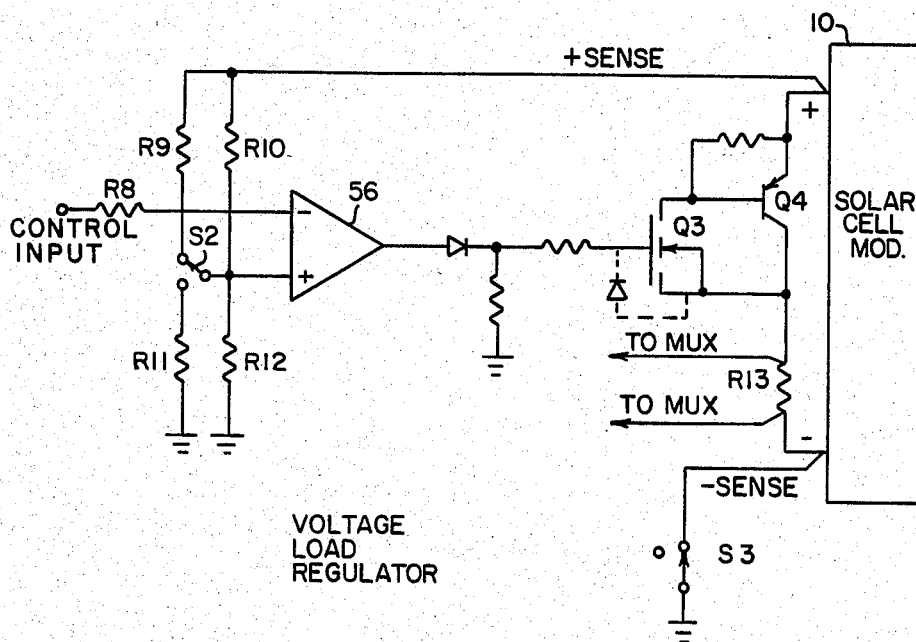 10
+SENSE
+
R9
R10
R8
56
-
Q3
Q4
SOLAR
CELL
MOD.
CONTROL
INPUT
S2
+
TO MUX
R11
R12
R13
TO MUX
-
-SENSE
VOLTAGE
LOAD
REGULATOR
S3